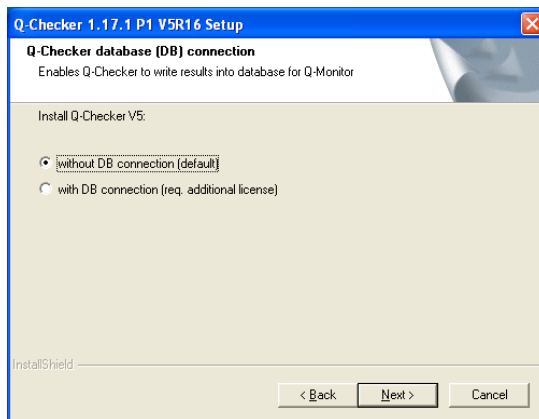 Q-Checker 1.17.1 P1 V5R16 Setup
Q-Checker database (DB) connection
Enables Q-Checker to write results into database for Q-Monitor
Install Q-Checker V5:
without DB connection (default)
with DB connection (req. additional license)
InstallShield
< Back Next > Cancel